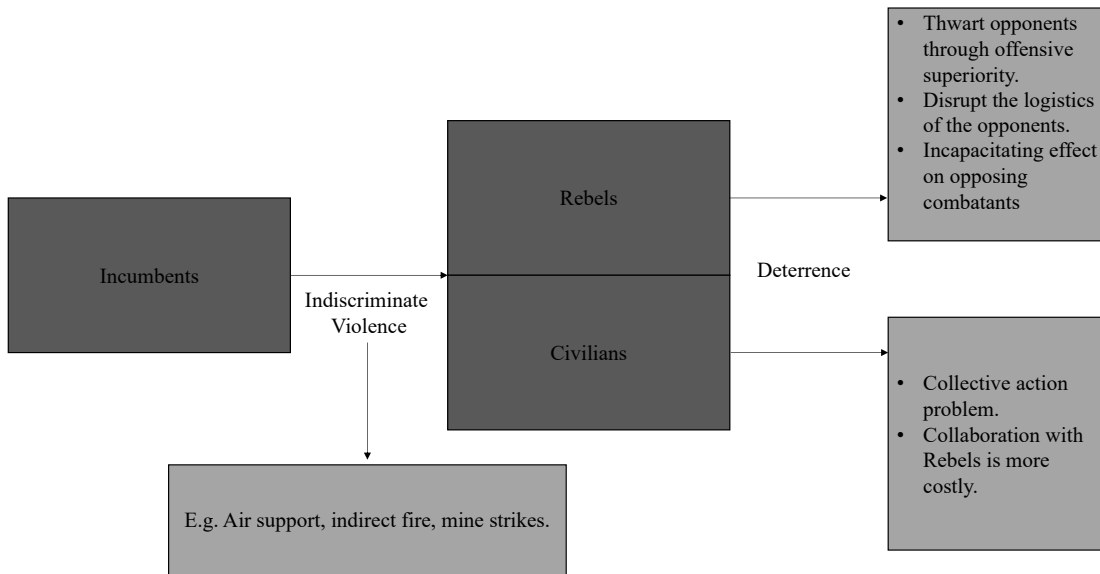 Incumbents
Indiscriminate
Violence
E.g. Air support, indirect fire, mine strikes.
Rebels
Civilians
Deterrence
• Thwart opponents
through offensive
superiority.
• Disrupt the logistics
of the opponents.
• Incapacitating effect
on opposing
combatants
• Collective action
problem.
• Collaboration with
Rebels is more
costly.